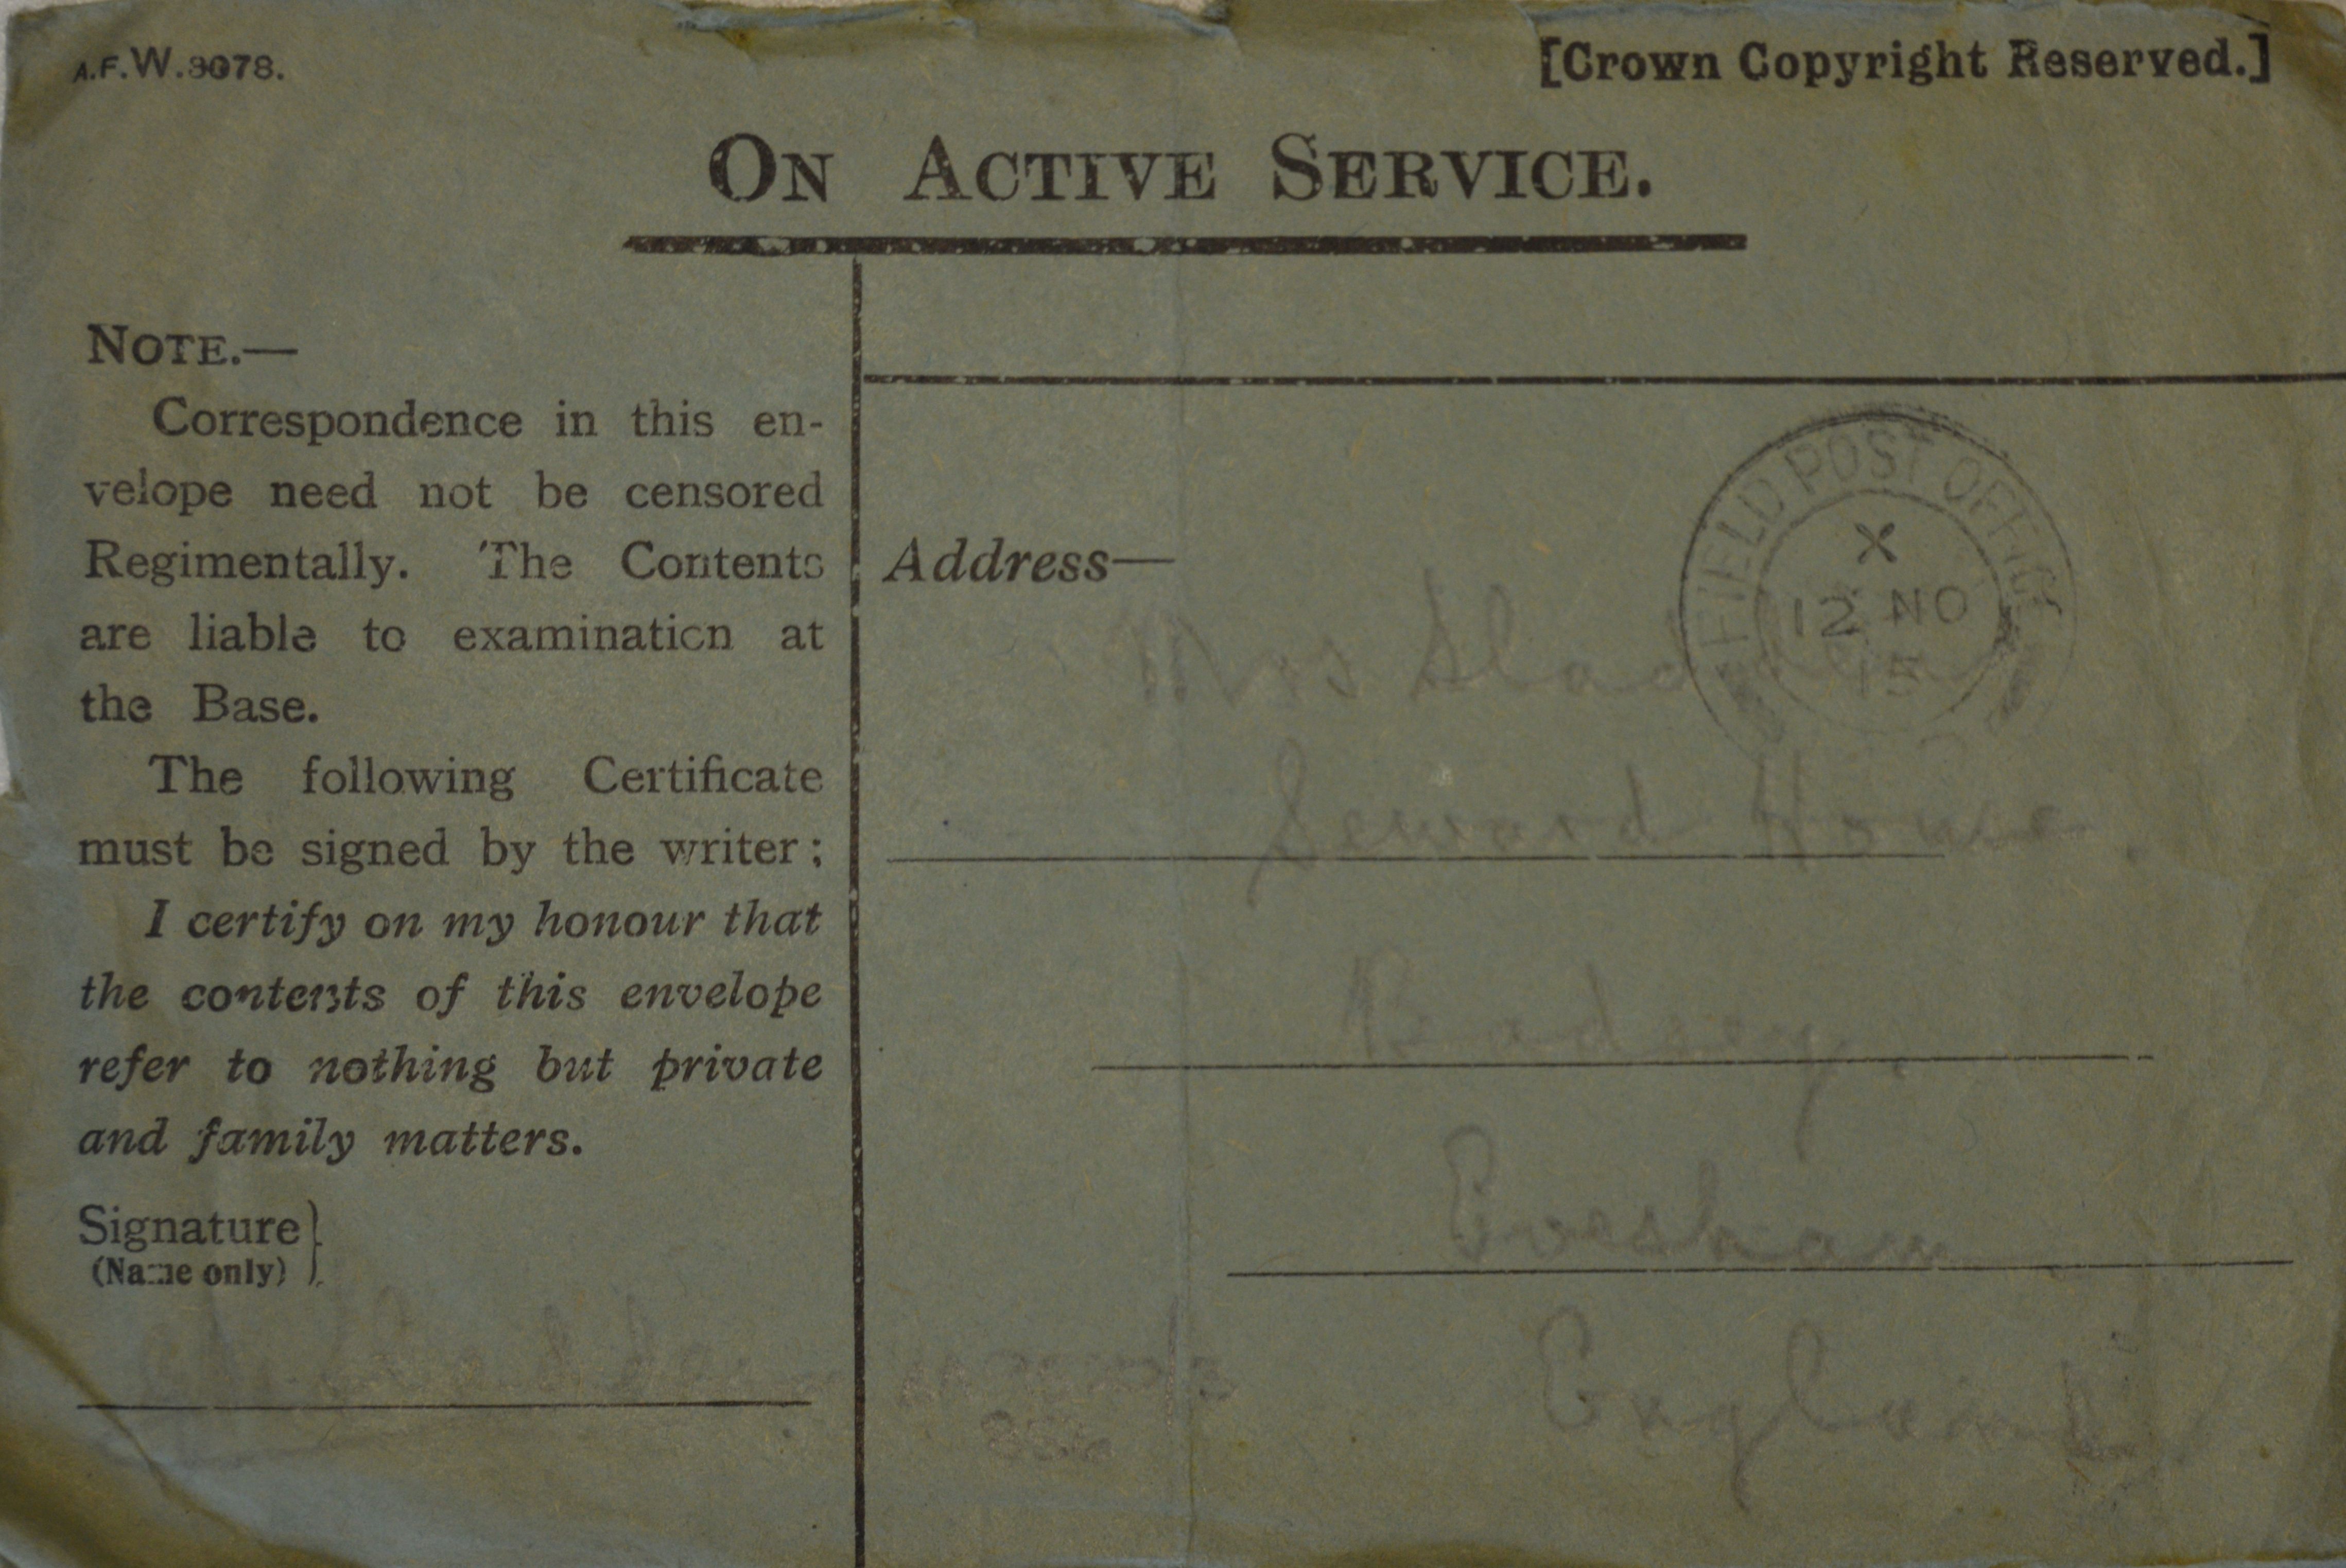 A.F.W.3078.
[Crown Copyright Reserved.]
ON ACTIVE SERVICE.
NOTE.—
Correspondence in this en-
velope need not be censored
Regimentally. The Contents
are liable to examination at
the Base.
The following Certificate
must be signed by the writer:
I certify on my honour that
the contents of this envelope
refer to nothing but private
and family matters.
Signature
(Name only)
Address—
FIELD POST OFFICE
X
12 NO
15
Mrs
Seward House.
Badsey.
Evesham
England